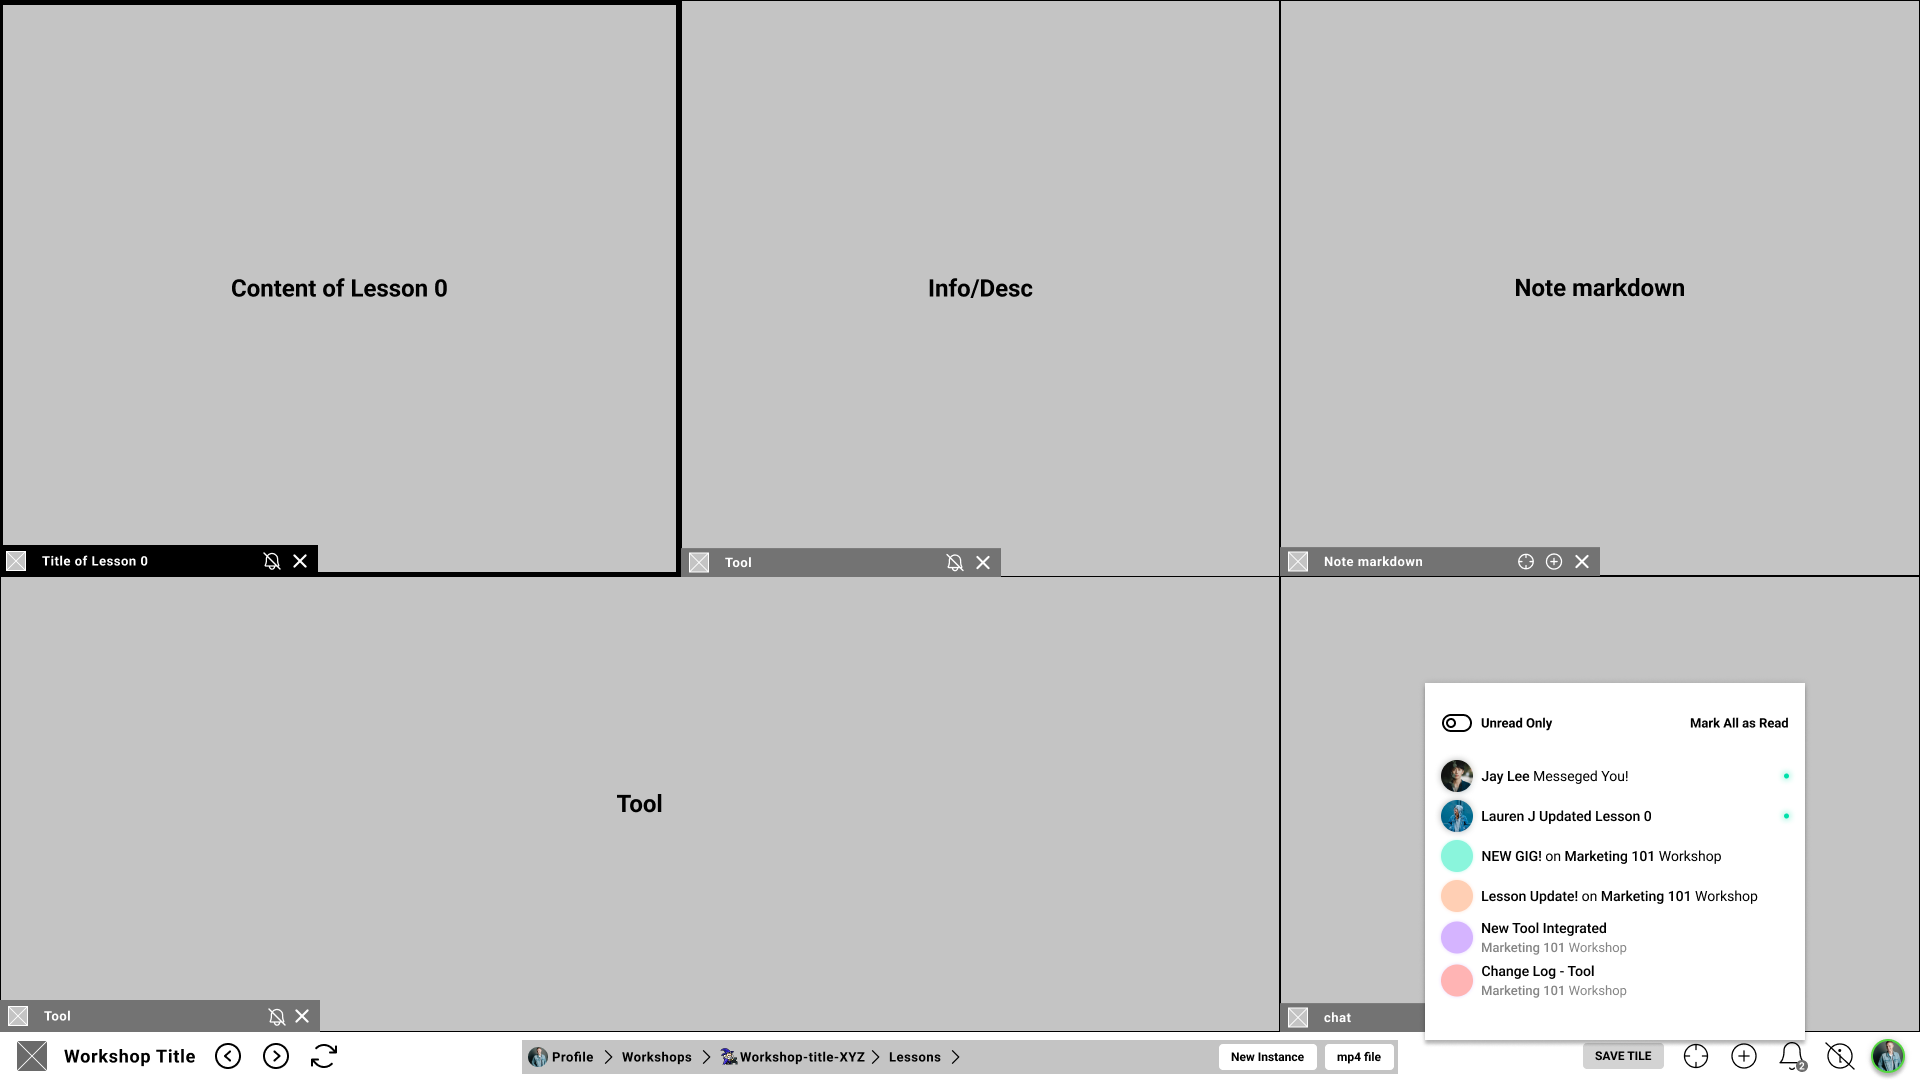 Content of Lesson 0
Info/Desc
Note markdown
Title of Lesson 0
Tool
Note markdown
Tool
Unread Only
Mark All as Read
Jay Lee Messeged You!
Lauren J Updated Lesson 0
NEW GIG! on Marketing 101 Workshop
Lesson Update! on Marketing 101 Workshop
New Tool Integrated
Marketing 101 Workshop
Change Log - Tool
Marketing 101 Workshop
Tool
chat
Workshop Title
Profile
Workshops
Workshop-title-XYZ
Lessons
New Instance
mp4 file
SAVE TILE
2